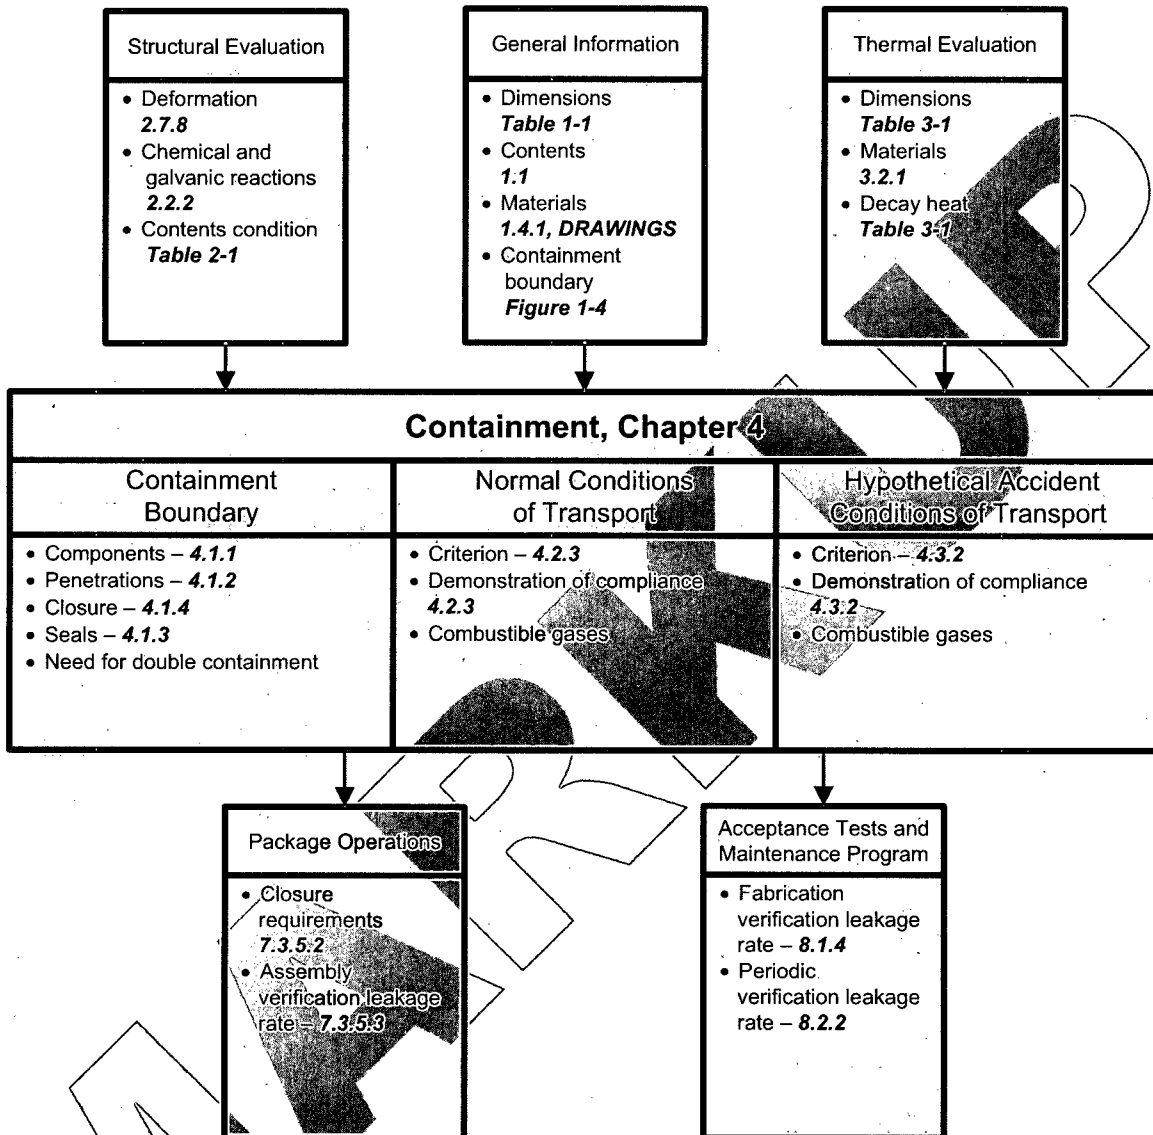 Structural Evaluation
• Deformation
2.7.8
• Chemical and
galvanic reactions
2.2.2
• Contents condition
Table 2-1
General Information
• Dimensions
Table 1-1
• Contents
1.1
• Materials
1.4.1, DRAWINGS
• Containment
boundary
Figure 1-4
Thermal Evaluation
• Dimensions
Table 3-1
• Materials
3.2.1
• Decay heat
Table 3-1
Containment, Chapter 4
Containment
Boundary
• Components – 4.1.1
• Penetrations – 4.1.2
• Closure – 4.1.4
• Seals – 4.1.3
• Need for double containment
Normal Conditions
of Transport
• Criterion – 4.2.3
• Demonstration of compliance
4.2.3
• Combustible gases
Hypothetical Accident
Conditions of Transport
• Criterion – 4.3.2
• Demonstration of compliance
4.3.2
• Combustible gases
Package Operations
• Closure
requirements
7.3.5.2
• Assembly
verification leakage
rate – 7.3.5.3
Acceptance Tests and
Maintenance Program
• Fabrication
verification leakage
rate – 8.1.4
• Periodic
verification leakage
rate – 8.2.2